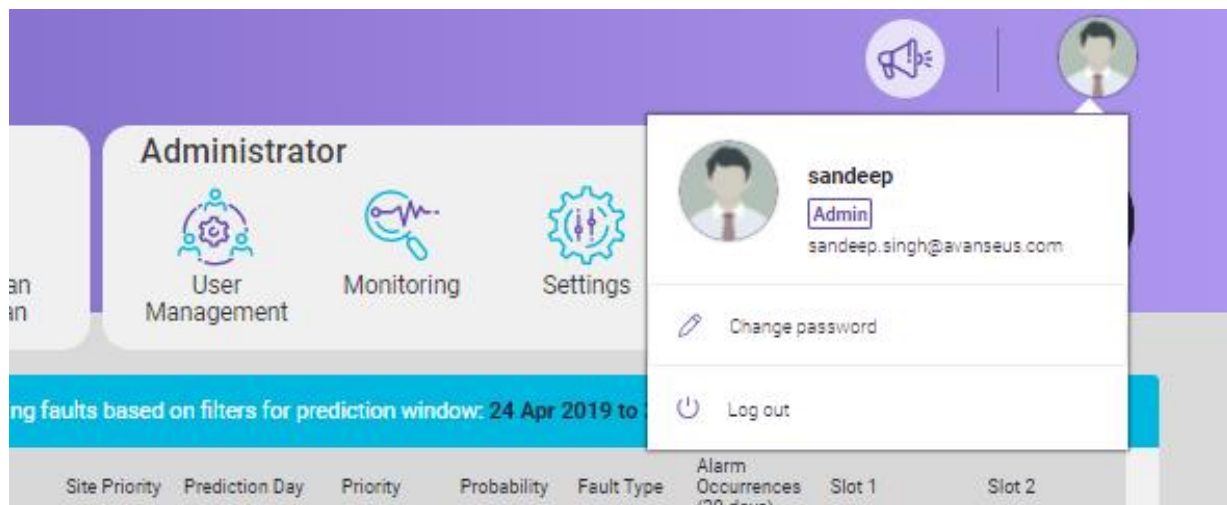 Administrator
sandeep
Admin
sandeep.singh@avanseus.com
an
an
User
Management
Monitoring
Settings
Change password
Log out
ng faults based on filters for prediction window: 24 Apr 2019 to
Site Priority Prediction Day Priority Probability Fault Type Alarm Occurrences (30 days) Slot 1 Slot 2